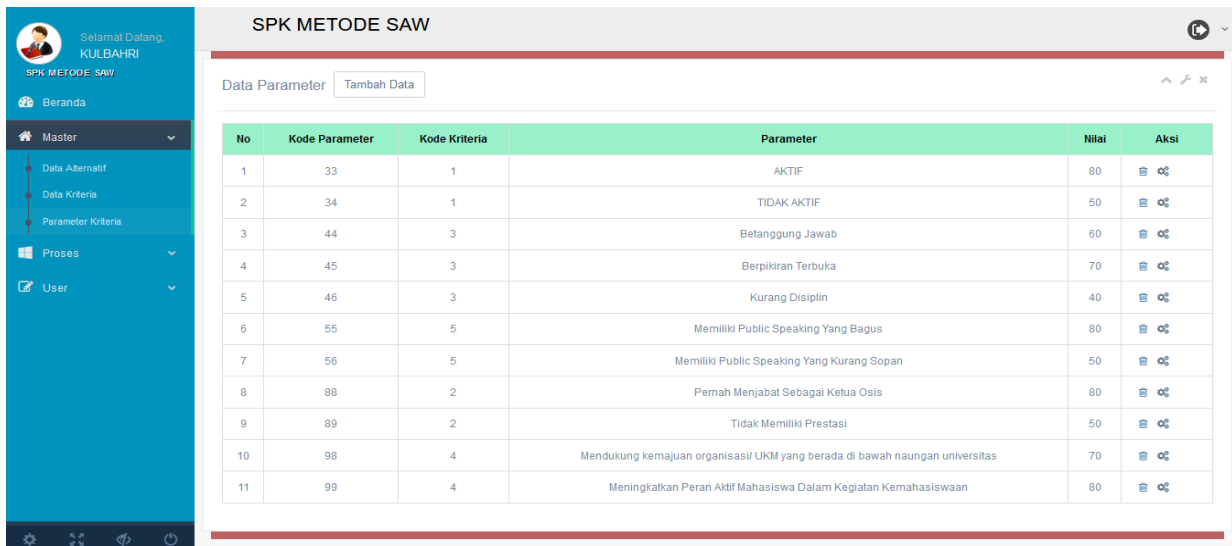 Selamat Datang,
KULBAHRI
SPK METODE SAW
Beranda
Master
Data Alternatif
Data Kriteria
Parameter Kriteria
Proses
User
SPK METODE SAW
Data Parameter Tambah Data
No Kode Parameter Kode Kriteria Parameter Nilai Aksi
1 33 1 AKTIF 80
2 34 1 TIDAK AKTIF 50
3 44 3 Betanggung Jawab 60
4 45 3 Berpikiran Terbuka 70
5 46 3 Kurang Disiplin 40
6 55 5 Memiliki Public Speaking Yang Bagus 80
7 56 5 Memiliki Public Speaking Yang Kurang Sopan 50
8 88 2 Pernah Menjabat Sebagai Ketua Osis 80
9 89 2 Tidak Memiliki Prestasi 50
10 98 4 Mendukung kemajuan organisasi/ UKM yang berada di bawah naungan universitas 70
11 99 4 Meningkatkan Peran Aktif Mahasiswa Dalam Kegiatan Kemahasiswaan 80